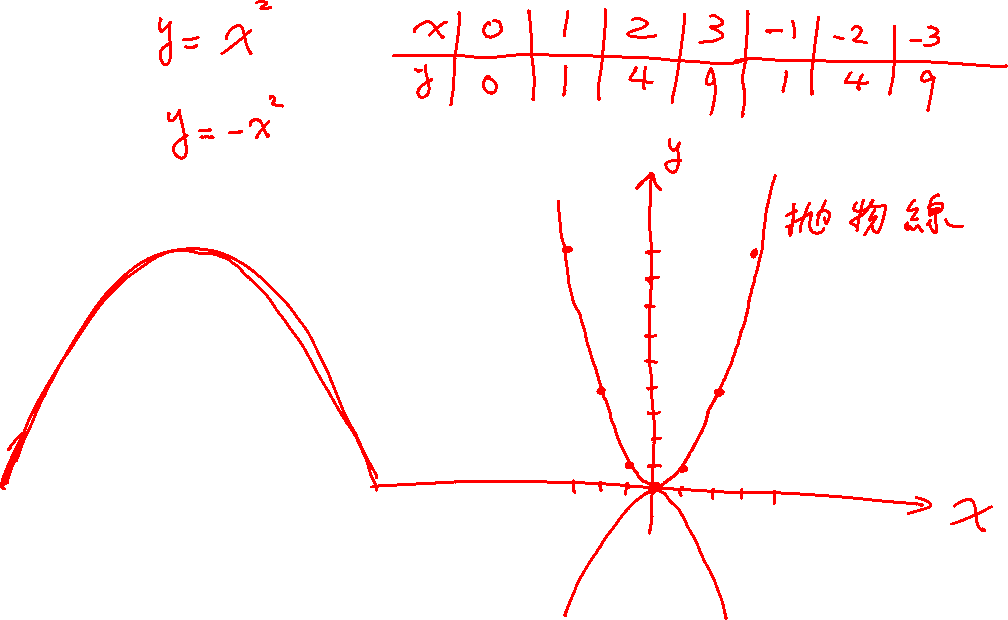 y = x²
x | 0 | 1 | 2 | 3 | -1 | -2 | -3
y | 0 | 1 | 4 | 9 | 1 | 4 | 9
y = -x²
y
拋物線
x